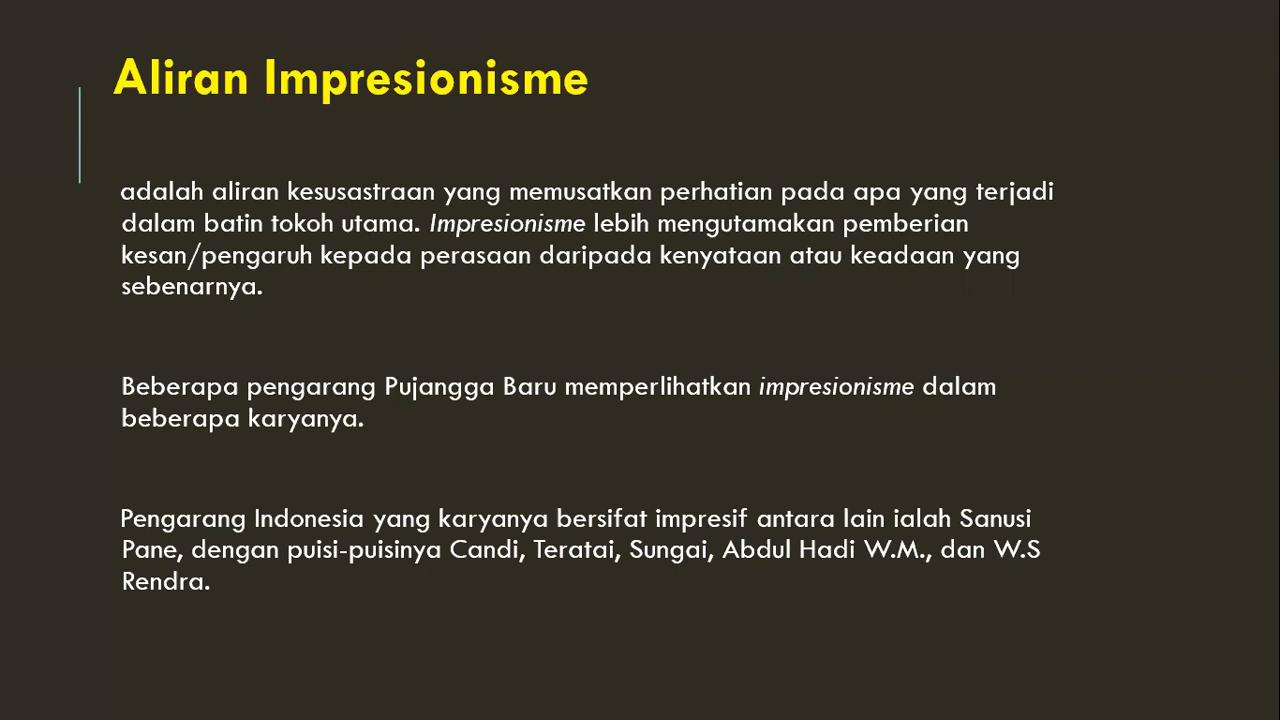 Aliran Impresionisme
adalah aliran kesusastraan yang memusatkan perhatian pada apa yang terjadi
dalam batin tokoh utama. Impresionisme lebih mengutamakan pemberian
kesan/pengaruh kepada perasaan daripada kenyataan atau keadaan yang
sebenarnya.
Beberapa pengarang Pujangga Baru memperlihatkan impresionisme dalam
beberapa karyanya.
Pengarang Indonesia yang karyanya bersifat impresif antara lain ialah Sanusi
Pane, dengan puisi-puisinya Candi, Teratai, Sungai, Abdul Hadi W.M., dan W.S
Rendra.